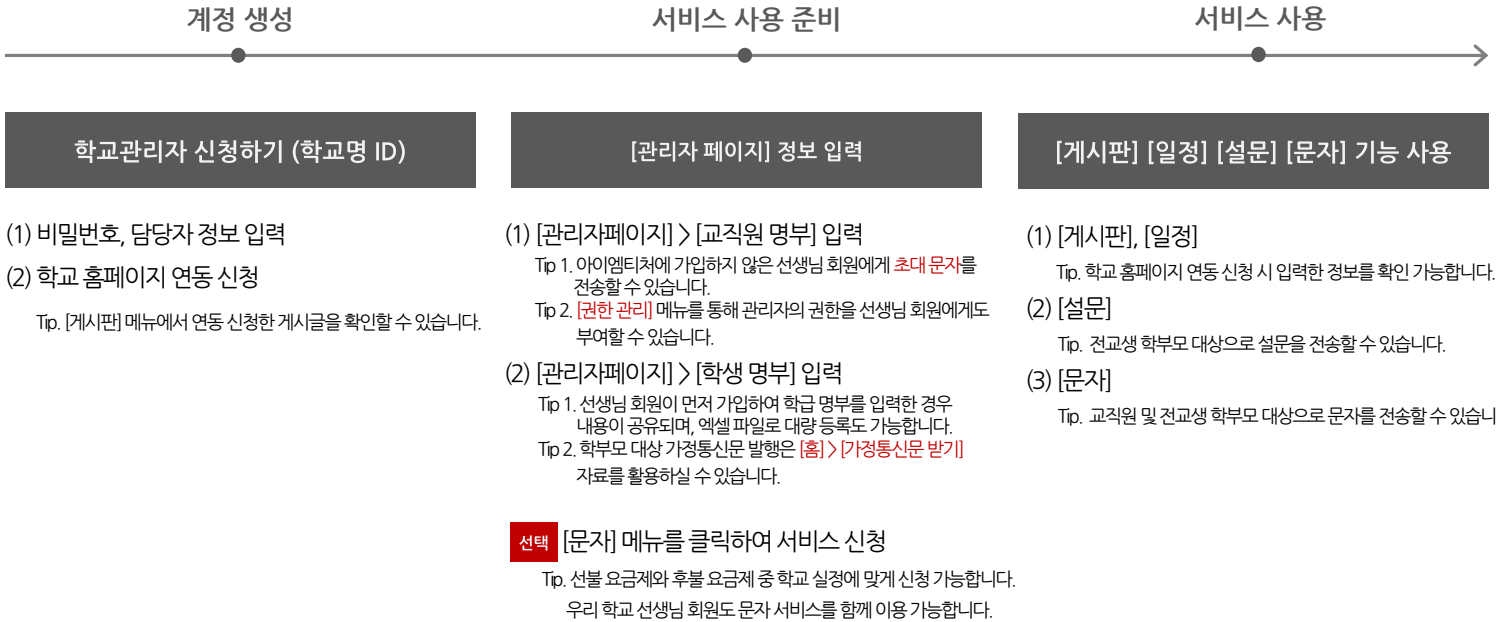 계정 생성
서비스 사용 준비
서비스 사용
학교관리자 신청하기 (학교명 ID)
(1) 비밀번호, 담당자 정보 입력
(2) 학교 홈페이지 연동 신청
Tip. [게시판] 메뉴에서 연동 신청한 게시글을 확인할 수 있습니다.
[관리자 페이지] 정보 입력
(1) [관리자페이지] > [교직원 명부] 입력
Tip 1. 아이엠티처에 가입하지 않은 선생님 회원에게 초대 문자를
전송할 수 있습니다.
Tip 2. [권한 관리] 메뉴를 통해 관리자의 권한을 선생님 회원에게도
부여할 수 있습니다.
(2) [관리자페이지] > [학생 명부] 입력
Tip 1. 선생님 회원이 먼저 가입하여 학급 명부를 입력한 경우
내용이 공유되며, 엑셀 파일로 대량 등록도 가능합니다.
Tip 2. 학부모 대상 가정통신문 발행은 [홈] > [가정통신문 받기]
자료를 활용하실 수 있습니다.
선택 [문자] 메뉴를 클릭하여 서비스 신청
Tip. 선불 요금제와 후불 요금제 중 학교 실정에 맞게 신청 가능합니다.
우리 학교 선생님 회원도 문자 서비스를 함께 이용 가능합니다.
[게시판] [일정] [설문] [문자] 기능 사용
(1) [게시판], [일정]
Tip. 학교 홈페이지 연동 신청 시 입력한 정보를 확인 가능합니다.
(2) [설문]
Tip. 전교생 학부모 대상으로 설문을 전송할 수 있습니다.
(3) [문자]
Tip. 교직원 및 전교생 학부모 대상으로 문자를 전송할 수 있습니